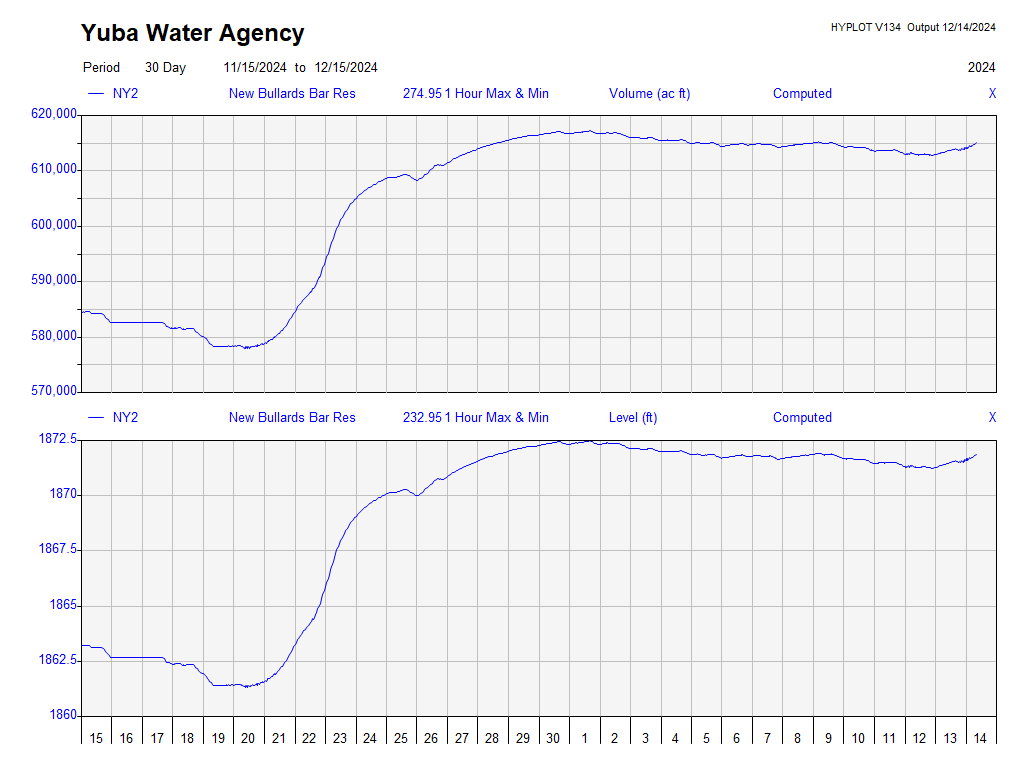 Yuba Water Agency
HYPLOT V134 Output 12/14/2024
Period 30 Day 11/15/2024 to 12/15/2024 2024
NY2 New Bullards Bar Res 274.95 1 Hour Max & Min Volume (ac ft) Computed X
620,000
610,000
600,000
590,000
580,000
570,000
NY2 New Bullards Bar Res 232.95 1 Hour Max & Min Level (ft) Computed X
1872.5
1870
1867.5
1865
1862.5
1860
15 16 17 18 19 20 21 22 23 24 25 26 27 28 29 30 1 2 3 4 5 6 7 8 9 10 11 12 13 14